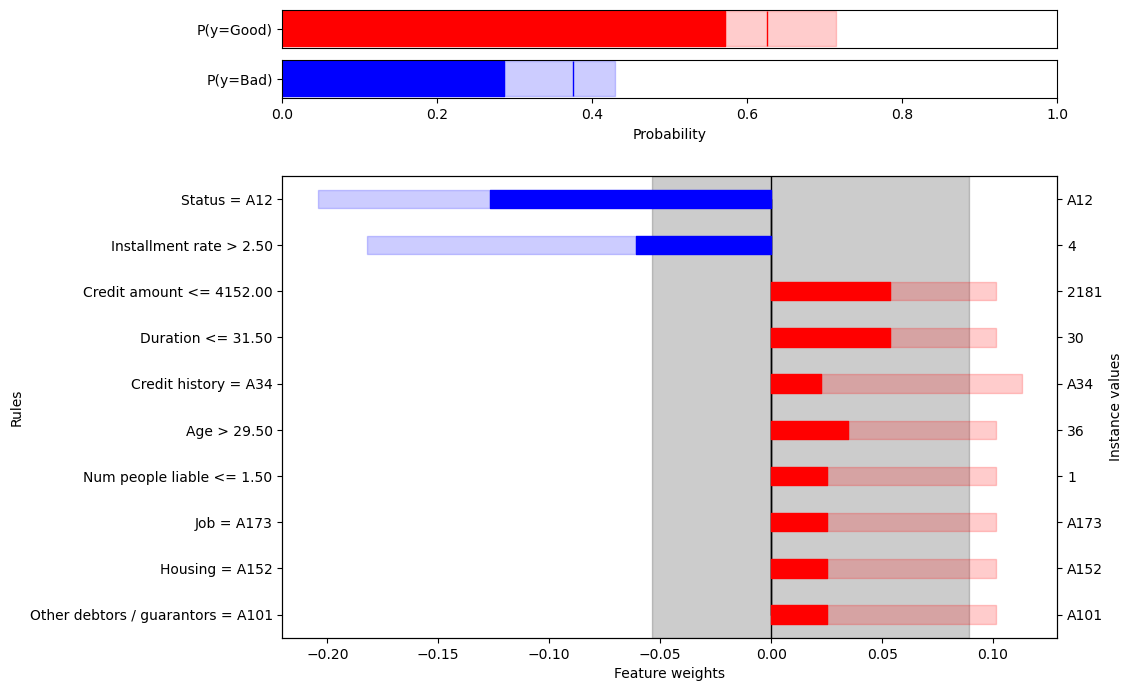 P(y=Good)
P(y=Bad)
0.0 0.2 0.4 0.6 0.8 1.0
Probability
Status = A12 A12
Installment rate > 2.50 4
Credit amount <= 4152.00 2181
Duration <= 31.50 30
Credit history = A34 A34
Age > 29.50 36
Num people liable <= 1.50 1
Job = A173 A173
Housing = A152 A152
Other debtors / guarantors = A101 A101
Rules
Instance values
−0.20 −0.15 −0.10 −0.05 0.00 0.05 0.10
Feature weights